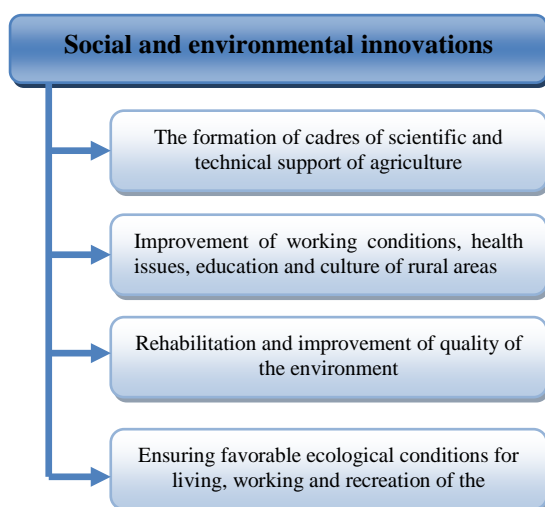 Social and environmental innovations
The formation of cadres of scientific and
technical support of agriculture
Improvement of working conditions, health
issues, education and culture of rural areas
Rehabilitation and improvement of quality of
the environment
Ensuring favorable ecological conditions for
living, working and recreation of the